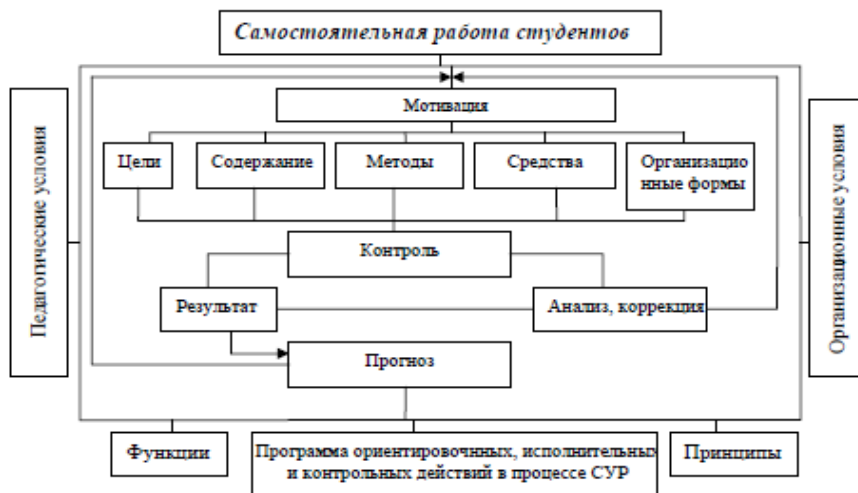 Самостоятельная работа студентов
Педагогические условия
Мотивация
Цели
Содержание
Методы
Средства
Организацио
нные формы
Контроль
Результат
Анализ, коррекция
Прогноз
Организационные условия
Функции
Программа ориентировочнных, исполнительных
и контрольных действий в процессе СУР
Принципы